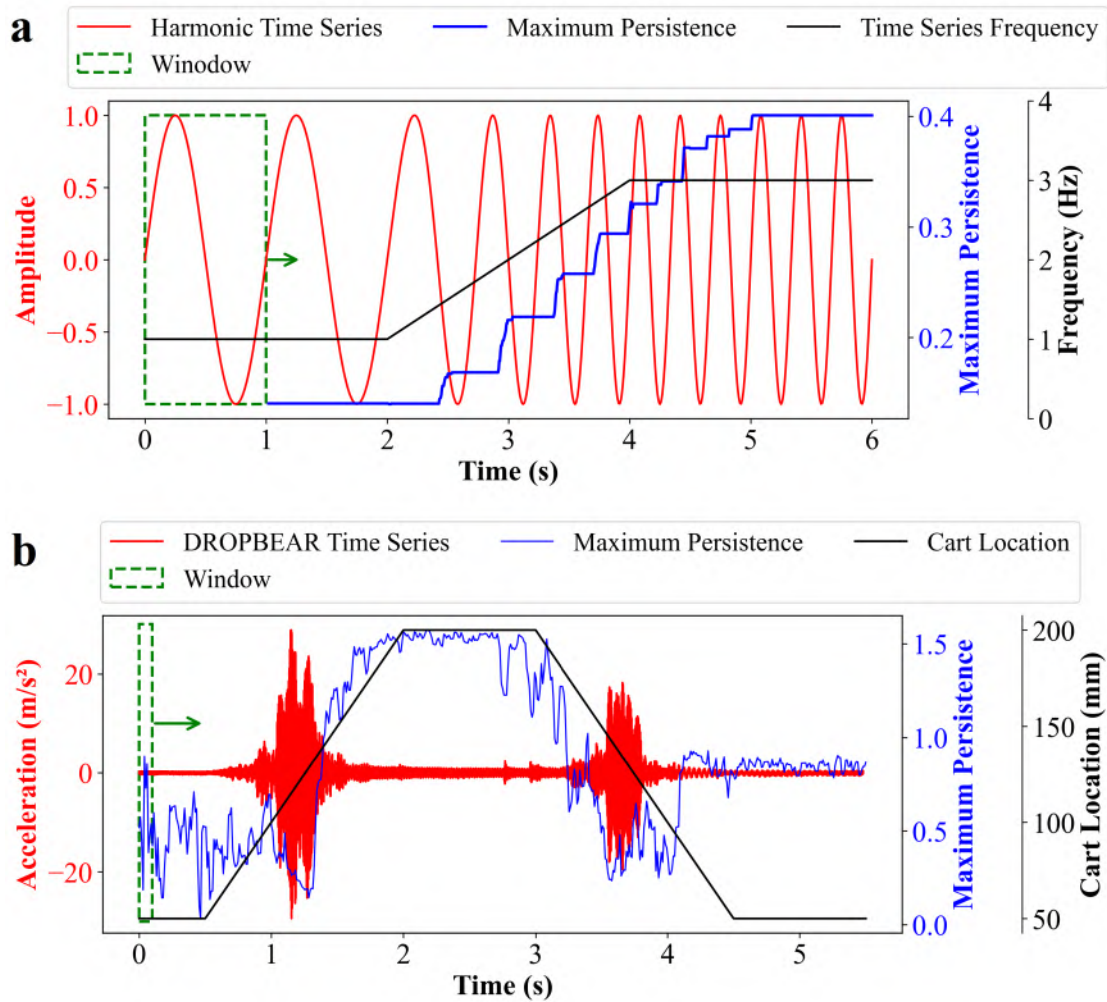 a
Harmonic Time Series Maximum Persistence Time Series Frequency
Winodow
1.0
0.5
0.0
−0.5
−1.0
Amplitude
0 1 2 3 4 5 6
Time (s)
0.4
0.3
0.2
Maximum Persistence
4
3
2
1
0
Frequency (Hz)
b
DROPBEAR Time Series Maximum Persistence Cart Location
Window
20
0
−20
Acceleration (m/s²)
0 1 2 3 4 5
Time (s)
1.5
1.0
0.5
0.0
Maximum Persistence
200
150
100
50
Cart Location (mm)